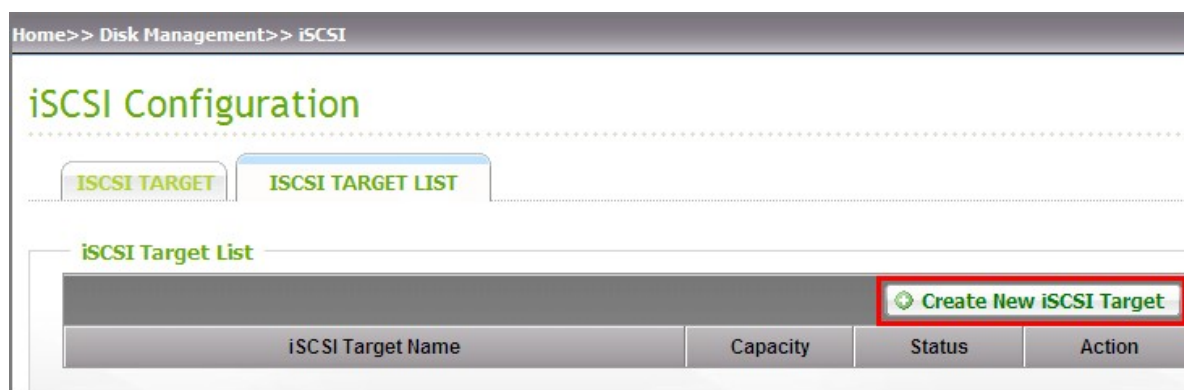 Home>> Disk Management>> iSCSI
iSCSI Configuration
ISCSI TARGET
ISCSI TARGET LIST
iSCSI Target List
Create New iSCSI Target
iSCSI Target Name
Capacity
Status
Action